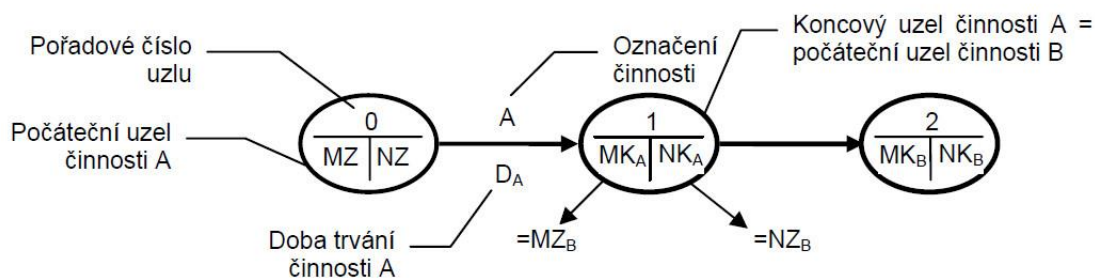 Pořadové číslo
uzlu
Označení
činnosti
Koncový uzel činnosti A =
počáteční uzel činnosti B
Počáteční uzel
činnosti A
0
MZ NZ
A
D_A
1
MK_A NK_A
2
MK_B NK_B
Doba trvání
činnosti A
=MZ_B
=NZ_B